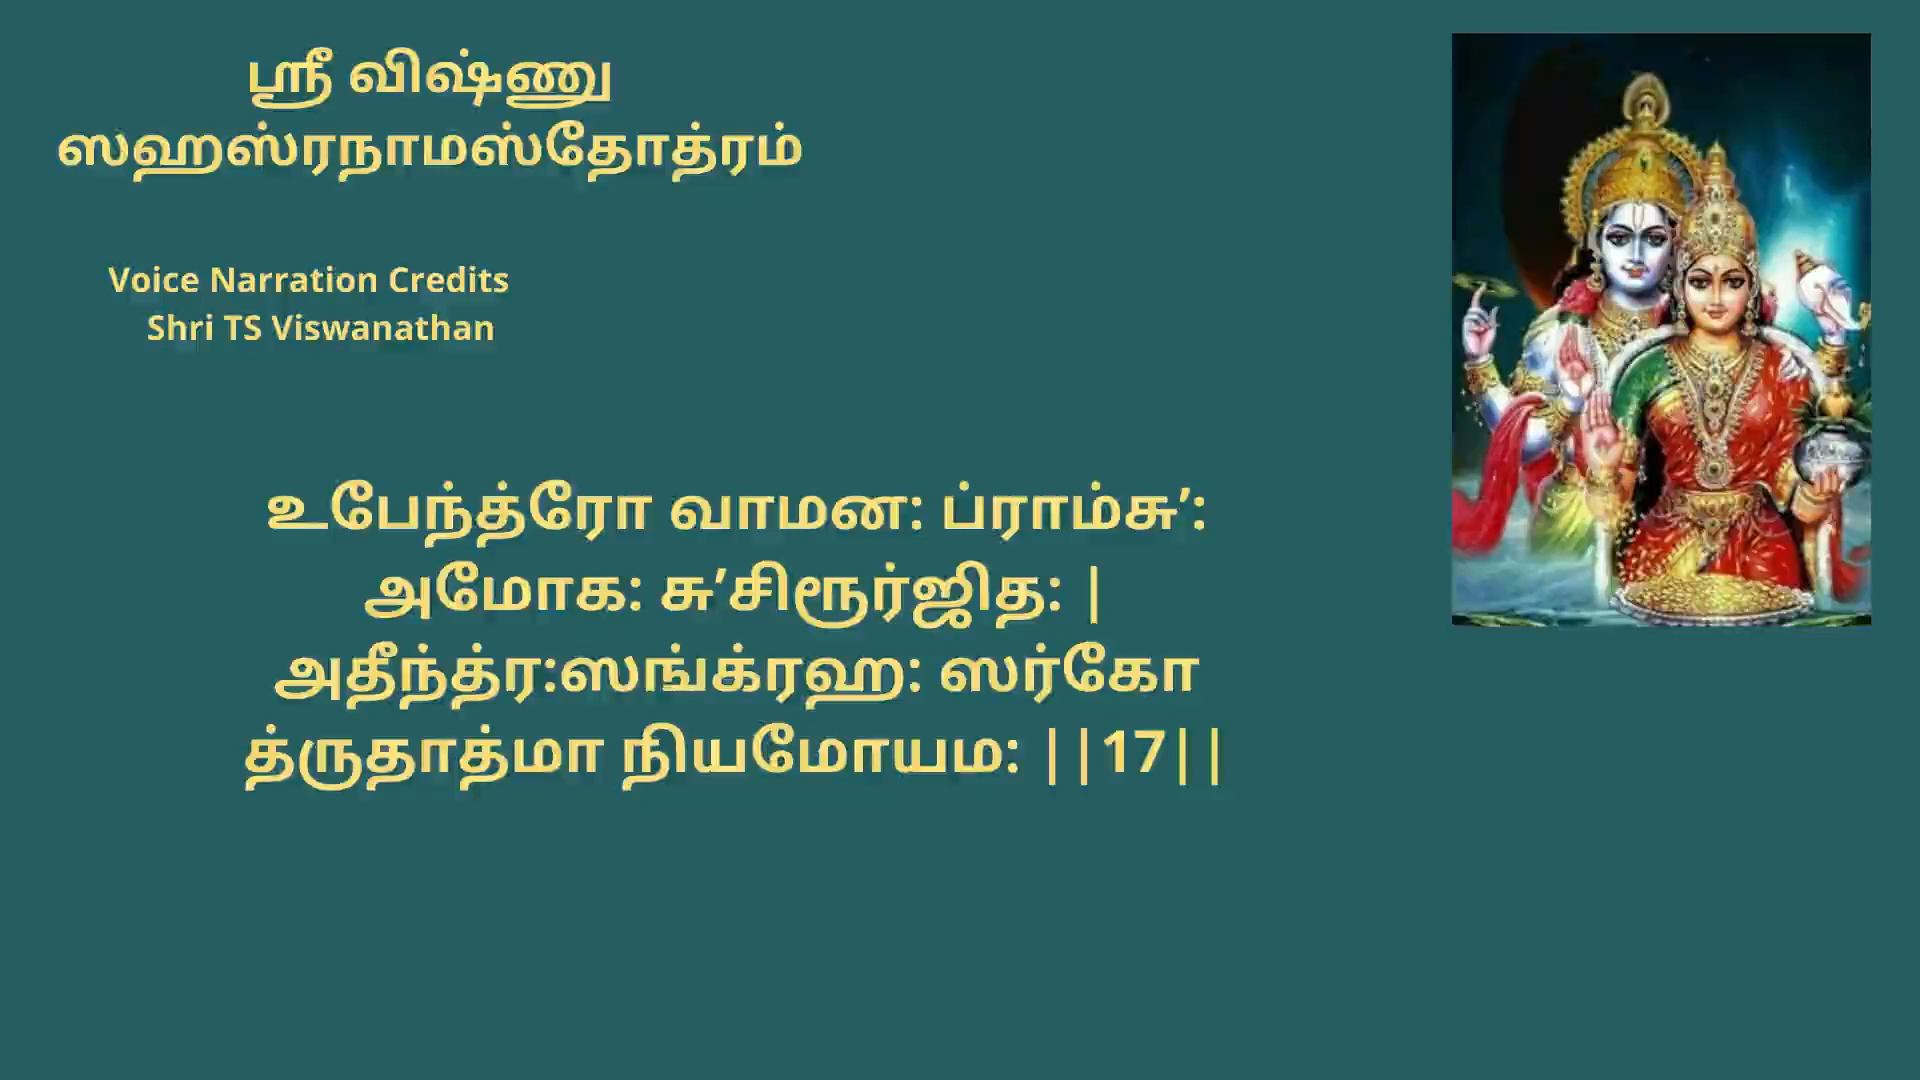 ஸ்ரீ விஷ்ணு
ஸஹஸ்ரநாமஸ்தோத்ரம்
Voice Narration Credits
Shri TS Viswanathan
உபேந்த்ரோ வாமன: ப்ராம்சு’:
அமோக: சு’சிரூர்ஜித: |
அதீந்த்ர:ஸங்க்ரஹ: ஸர்கோ
த்ருதாத்மா நியமோயம: ||17||